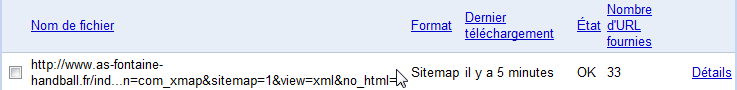 Nom de fichier Format Dernier téléchargement État Nombre d'URL fournies
http://www.as-fontaine-
handball.fr/ind...n=com_xmap&sitemap=1&view=xml&no_html= Sitemap il y a 5 minutes OK 33 Détails